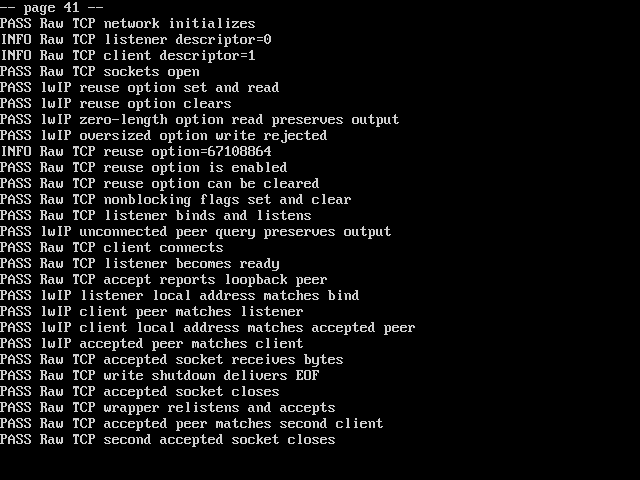 -- page 41 --
PASS Raw TCP network initializes
INFO Raw TCP listener descriptor=0
INFO Raw TCP client descriptor=1
PASS Raw TCP sockets open
PASS lwIP reuse option set and read
PASS lwIP reuse option clears
PASS lwIP zero-length option read preserves output
PASS lwIP oversized option write rejected
INFO Raw TCP reuse option=67108864
PASS Raw TCP reuse option is enabled
PASS Raw TCP reuse option can be cleared
PASS Raw TCP nonblocking flags set and clear
PASS Raw TCP listener binds and listens
PASS lwIP unconnected peer query preserves output
PASS Raw TCP client connects
PASS Raw TCP listener becomes ready
PASS Raw TCP accept reports loopback peer
PASS lwIP listener local address matches bind
PASS lwIP client peer matches listener
PASS lwIP client local address matches accepted peer
PASS lwIP accepted peer matches client
PASS Raw TCP accepted socket receives bytes
PASS Raw TCP write shutdown delivers EOF
PASS Raw TCP accepted socket closes
PASS Raw TCP wrapper relistens and accepts
PASS Raw TCP accepted peer matches second client
PASS Raw TCP second accepted socket closes